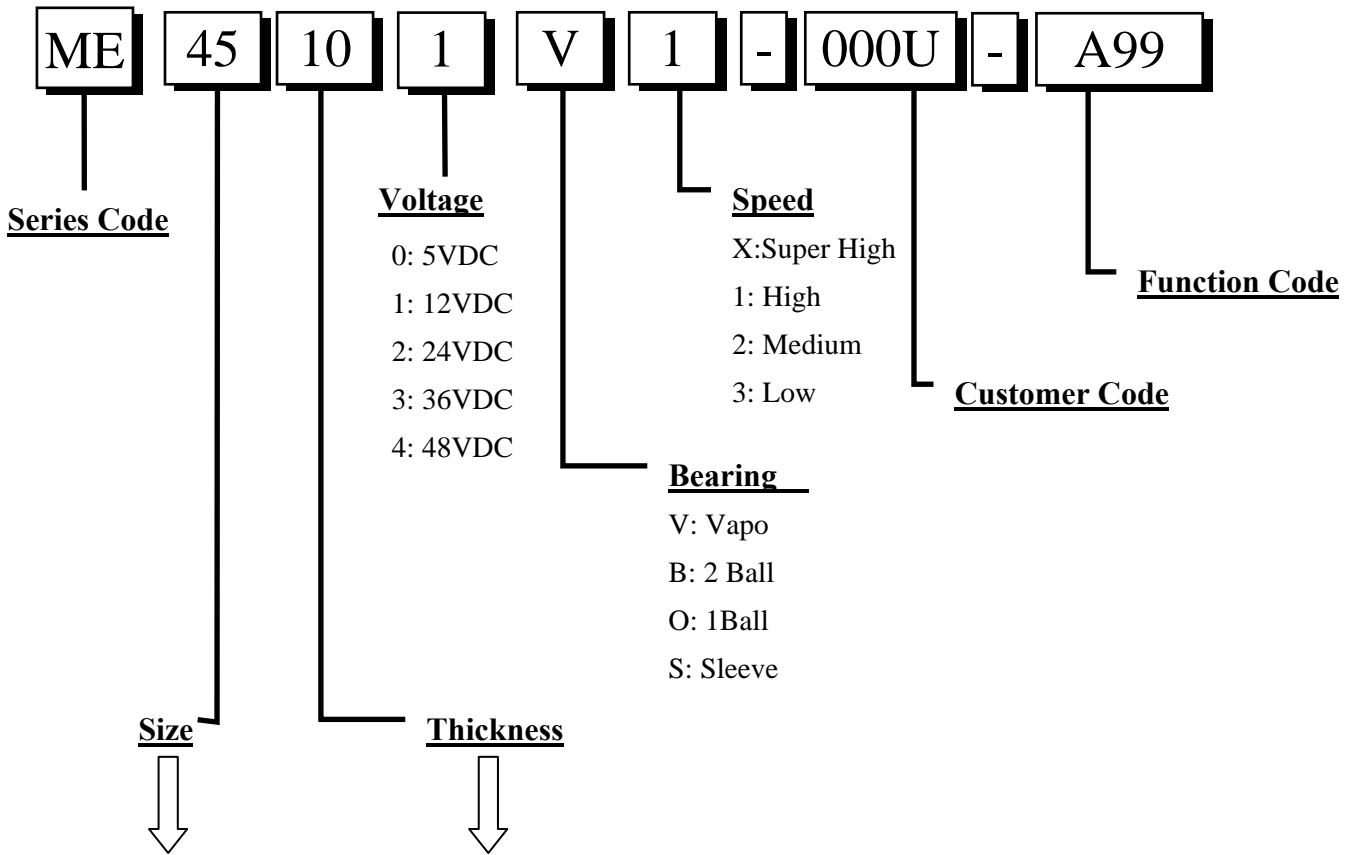 ME 45 10 1 V 1 - 000U - A99
Series Code
Voltage
0: 5VDC
1: 12VDC
2: 24VDC
3: 36VDC
4: 48VDC
Speed
X:Super High
1: High
2: Medium
3: Low
Function Code
Customer Code
Bearing
V: Vapo
B: 2 Ball
O: 1Ball
S: Sleeve
Size
Thickness